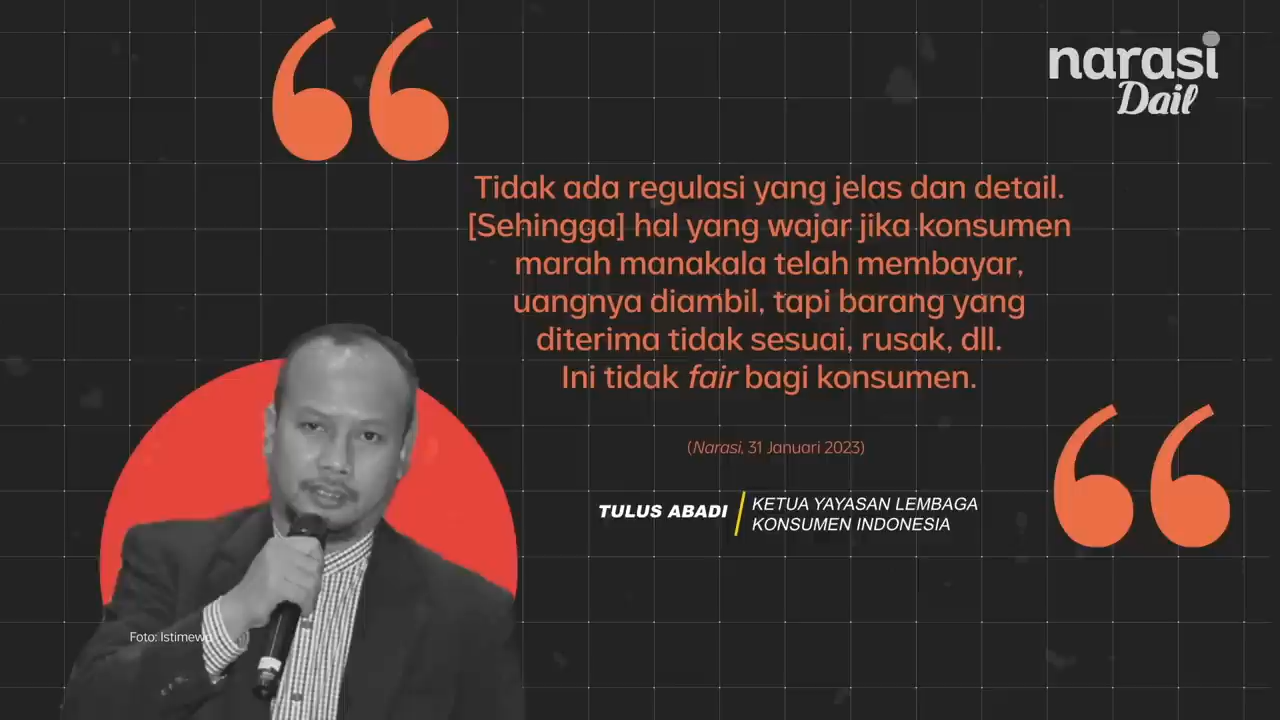 narasi
Dail
Tidak ada regulasi yang jelas dan detail.
[Sehingga] hal yang wajar jika konsumen
marah manakala telah membayar,
uangnya diambil, tapi barang yang
diterima tidak sesuai, rusak, dll.
Ini tidak fair bagi konsumen.
(Narasi, 31 Januari 2023)
TULUS ABADI
KETUA YAYASAN LEMBAGA
KONSUMEN INDONESIA
Foto: Istimewa